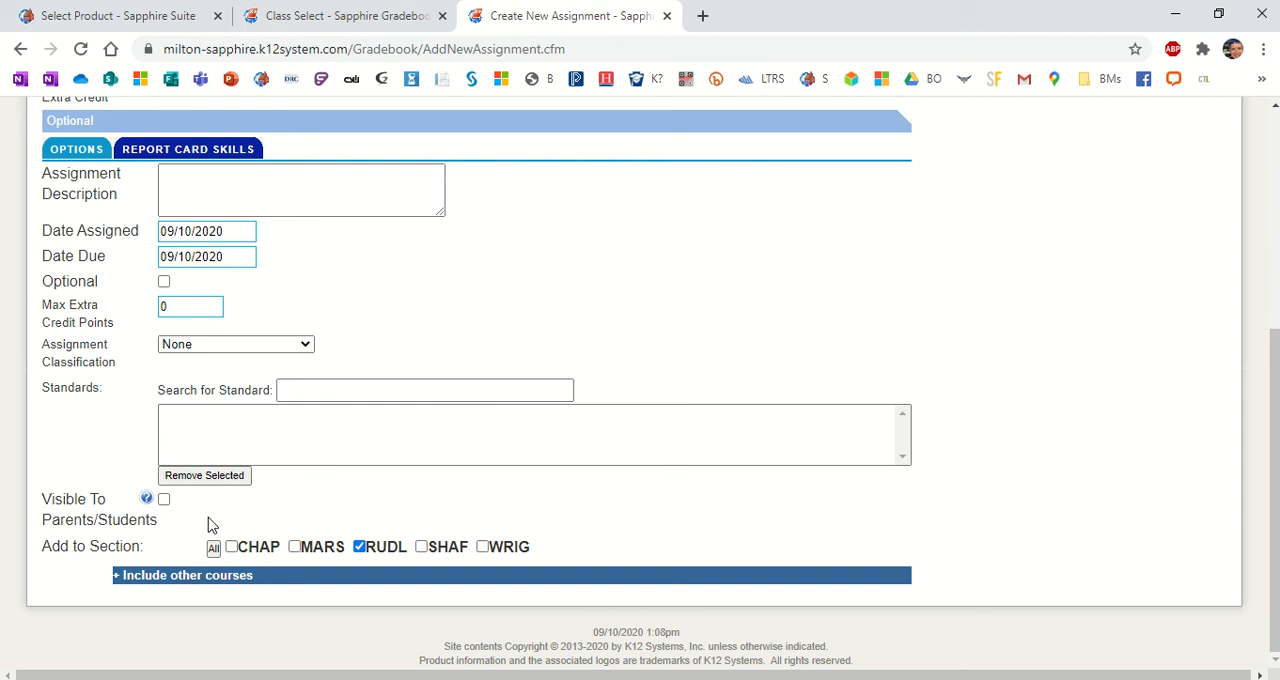 Select Product - Sapphire Suite
Class Select - Sapphire Gradeboo
Create New Assignment - Sapph
milton-sapphire.k12system.com/Gradebook/AddNewAssignment.cfm
ABP
DRC
B
K?
LTRS
S
BO
SF
BMs
CTL
»
Extra Credit
Optional
OPTIONS REPORT CARD SKILLS
Assignment
Description
Date Assigned 09/10/2020
Date Due 09/10/2020
Optional
Max Extra
Credit Points 0
Assignment
Classification None
Standards: Search for Standard:
Remove Selected
Visible To
Parents/Students
Add to Section: All CHAP MARS RUDL SHAF WRIG
+ Include other courses
09/10/2020 1:08pm
Site contents Copyright © 2013-2020 by K12 Systems, Inc. unless otherwise indicated.
Product information and the associated logos are trademarks of K12 Systems. All rights reserved.